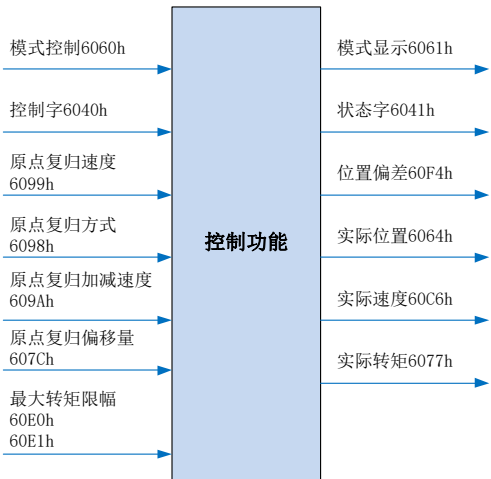 模式控制6060h
控制字6040h
原点复归速度
6099h
原点复归方式
6098h
原点复归加减速度
609Ah
原点复归偏移量
607Ch
最大转矩限幅
60E0h
60E1h
控制功能
模式显示6061h
状态字6041h
位置偏差60F4h
实际位置6064h
实际速度60C6h
实际转矩6077h